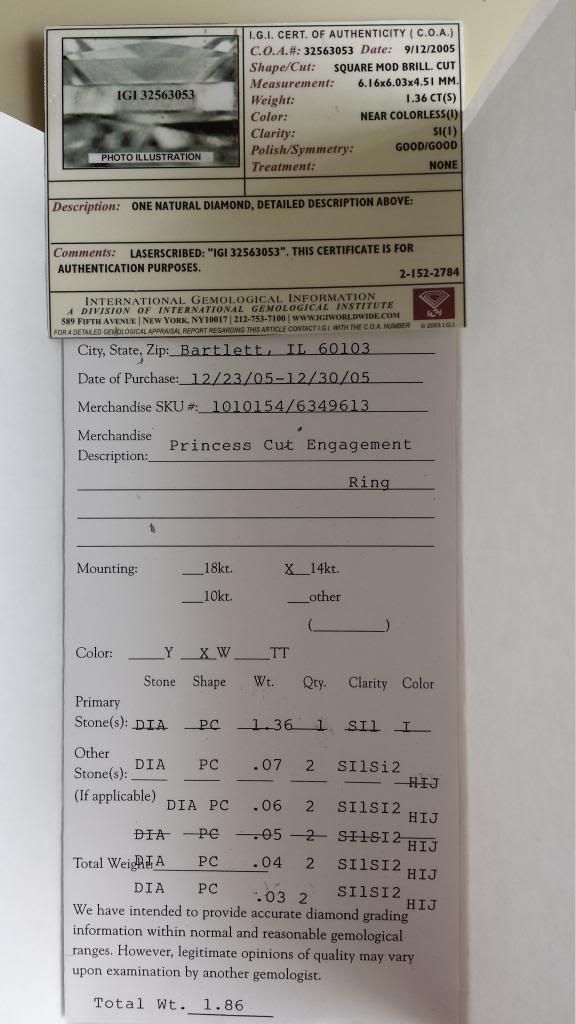 I.G.I. CERT. OF AUTHENTICITY ( C.O.A.)
C.O.A.#: 32563053 Date: 9/12/2005
Shape/Cut: SQUARE MOD BRILL. CUT
Measurement: 6.16x6.03x4.51 MM.
Weight: 1.36 CT(S)
Color: NEAR COLORLESS(I)
Clarity: SI(1)
Polish/Symmetry: GOOD/GOOD
Treatment: NONE
IGI 32563053
PHOTO ILLUSTRATION
Description: ONE NATURAL DIAMOND, DETAILED DESCRIPTION ABOVE:
Comments: LASERSCRIBED: "IGI 32563053". THIS CERTIFICATE IS FOR
AUTHENTICATION PURPOSES.
2-152-2784
INTERNATIONAL GEMOLOGICAL INFORMATION
A DIVISION OF INTERNATIONAL GEMOLOGICAL INSTITUTE
589 FIFTH AVENUE | NEW YORK, NY10017 | 212-753-7100 | WWW.IGIWORLDWIDE.COM
FOR A DETAILED GEMOLOGICAL APPRAISAL REPORT REGARDING THIS ARTICLE CONTACT I.G.I. WITH THE C.O.A. NUMBER © 2003 I.G.I.
City, State, Zip: Bartlett, IL 60103
Date of Purchase: 12/23/05-12/30/05
Merchandise SKU #: 1010154/6349613
Merchandise
Description: Princess Cut Engagement
Ring
Mounting: __18kt. X__14kt.
__10kt. __other
(________)
Color: ____Y __X_W ____TT
Stone Shape Wt. Qty. Clarity Color
Primary
Stone(s): DIA PC 1.36 1 SI1 I
Other
Stone(s): DIA PC .07 2 SI1Si2 HIJ
(If applicable) DIA PC .06 2 SI1SI2 HIJ
DIA PC .05 2 SI1SI2 HIJ
Total Weight: DIA PC .04 2 SI1SI2 HIJ
DIA PC .03 2 SI1SI2 HIJ
We have intended to provide accurate diamond grading
information within normal and reasonable gemological
ranges. However, legitimate opinions of quality may vary
upon examination by another gemologist.
Total Wt. 1.86